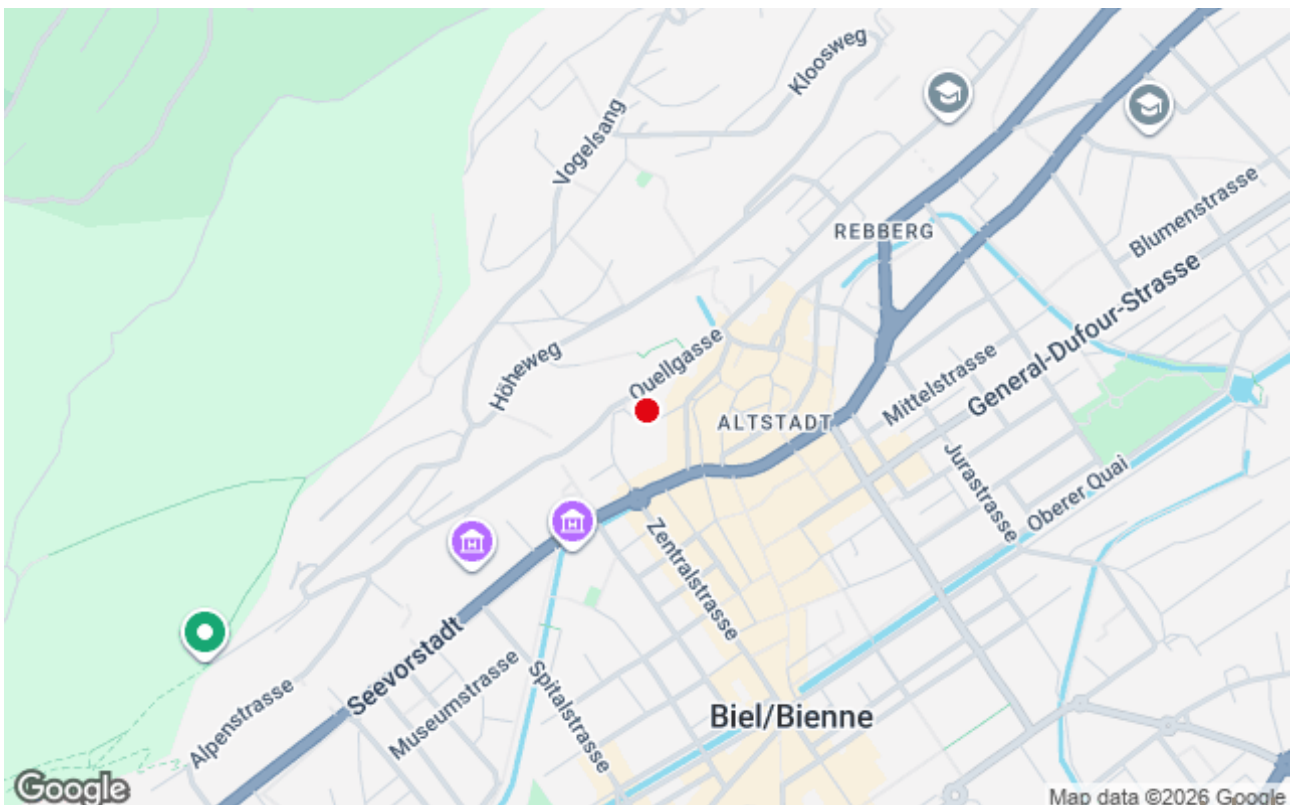 Kloosweg
Vogelsang
REBBERG
Blumenstrasse
General-Dufour-Strasse
Quellgasse
Höheweg
Mittelstrasse
ALTSTADT
Jurastrasse
Oberer Quai
Zentralstrasse
Seevorstadt
Museumstrasse
Spitalstrasse
Alpenstrasse
Biel/Bienne
Google
Map data ©2026 Google